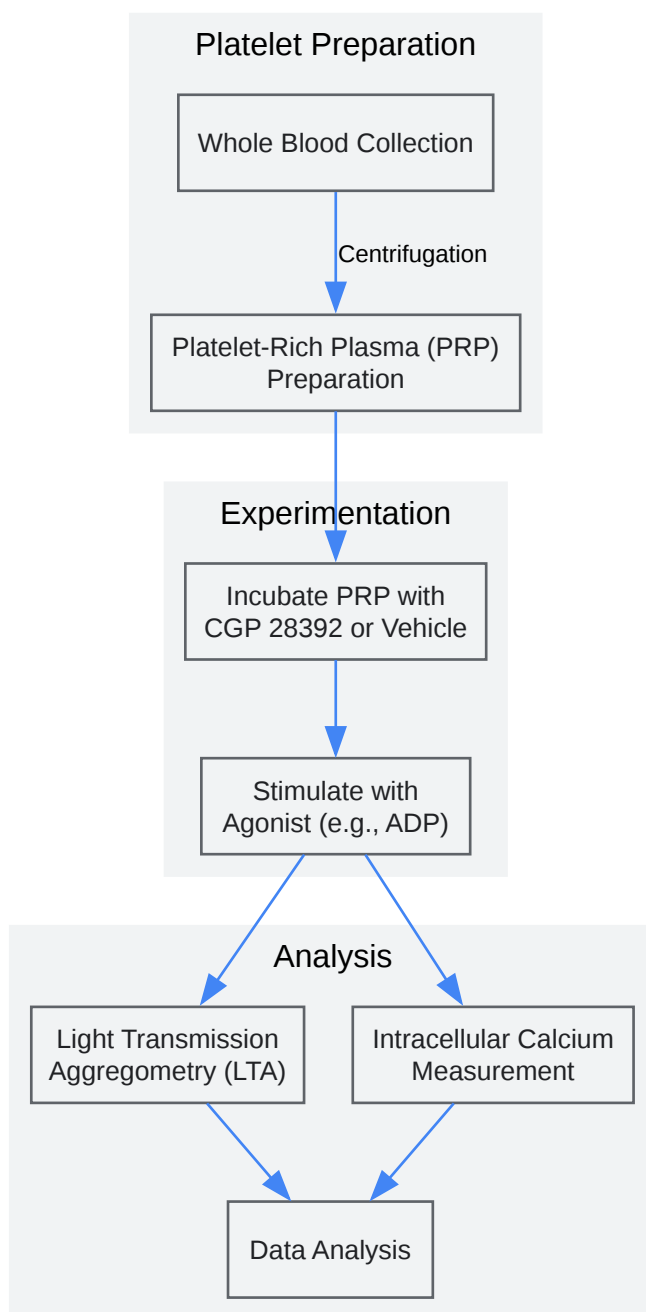 Platelet Preparation
Whole Blood Collection
Centrifugation
Platelet-Rich Plasma (PRP)
Preparation
Experimentation
Incubate PRP with
CGP 28392 or Vehicle
Stimulate with
Agonist (e.g., ADP)
Analysis
Light Transmission
Aggregometry (LTA)
Intracellular Calcium
Measurement
Data Analysis